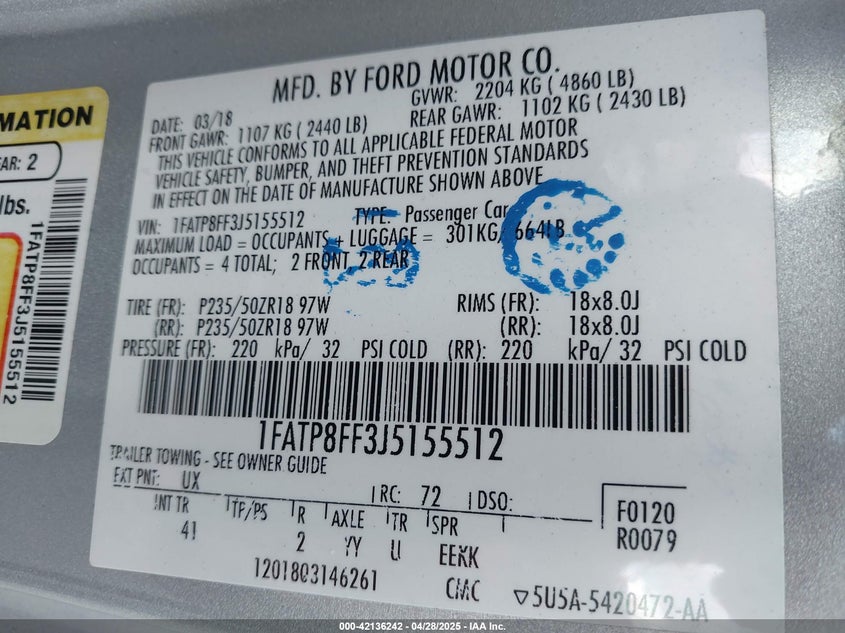 MATION
AR: 2
lbs.
1FATP8FF3J5155512
MFD. BY FORD MOTOR CO.
DATE: 03/18 GVWR: 2204 KG ( 4860 LB)
FRONT GAWR: 1107 KG ( 2440 LB) REAR GAWR: 1102 KG ( 2430 LB)
THIS VEHICLE CONFORMS TO ALL APPLICABLE FEDERAL MOTOR
VEHICLE SAFETY, BUMPER, AND THEFT PREVENTION STANDARDS
IN EFFECT ON THE DATE OF MANUFACTURE SHOWN ABOVE
VIN: 1FATP8FF3J5155512 TYPE: Passenger Car
MAXIMUM LOAD = OCCUPANTS + LUGGAGE = 301KG/ 664LB
OCCUPANTS = 4 TOTAL; 2 FRONT, 2 REAR
TIRE (FR): P235/50ZR18 97W RIMS (FR): 18x8.0J
(RR): P235/50ZR18 97W (RR): 18x8.0J
PRESSURE (FR): 220 kPa/ 32 PSI COLD (RR): 220 kPa/ 32 PSI COLD
1FATP8FF3J5155512
TRAILER TOWING - SEE OWNER GUIDE
EXT PNT: UX RC: 72 DSO:
INT TR TP/PS R AXLE TR SPR F0120
41 2 YY U EEKK R0079
1201803146261 CMC ▽5U5A-5420472-AA
000-42136242 - 04/28/2025 - IAA Inc.